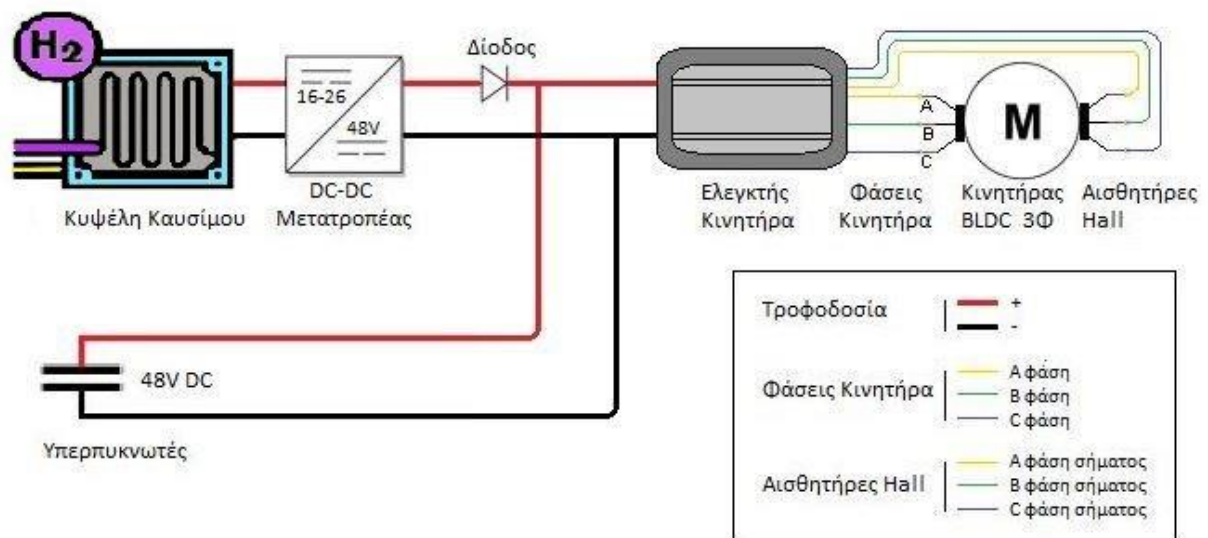 H2
Δίοδος
16-26
48V
A
B
C
M
Κυψέλη Καυσίμου
DC-DC
Μετατροπέας
Ελεγκτής
Κινητήρα
Φάσεις
Κινητήρα
Κινητήρας
BLDC 3Φ
Αισθητήρες
Hall
48V DC
Υπερπυκνωτές
Τροφοδοσία
+
-
Φάσεις Κινητήρα
Α φάση
Β φάση
C φάση
Αισθητήρες Hall
Α φάση σήματος
Β φάση σήματος
C φάση σήματος